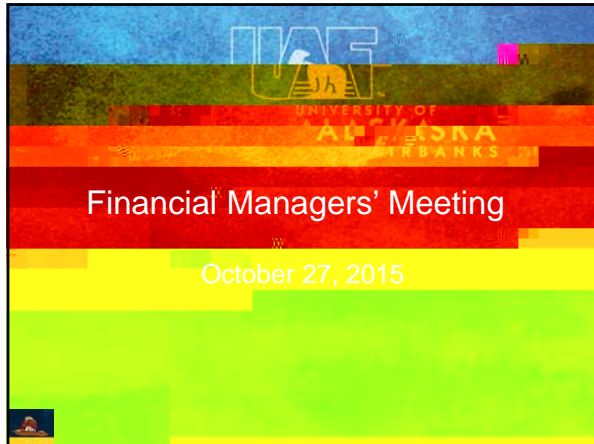 UAF
UNIVERSITY OF
ALASKA
FAIRBANKS
Financial Managers’ Meeting
October 27, 2015